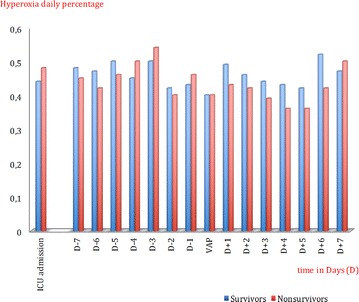 Hyperoxia daily percentage
0,6
0,5
0,4
0,3
0,2
0,1
0
ICU admission
D-7
D-6
D-5
D-4
D-3
D-2
D-1
VAP
D+1
D+2
D+3
D+4
D+5
D+6
D+7
time in Days (D)
Survivors Nonsurvivors